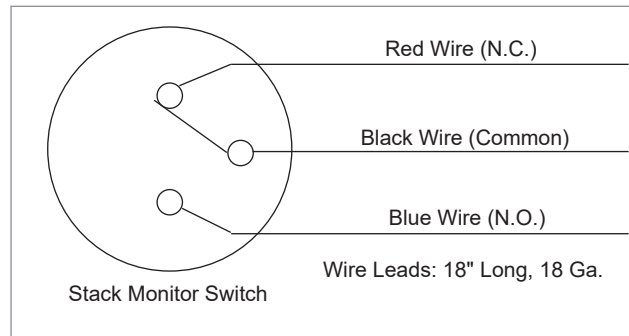 Red Wire (N.C.)
Black Wire (Common)
Blue Wire (N.O.)
Wire Leads: 18" Long, 18 Ga.
Stack Monitor Switch